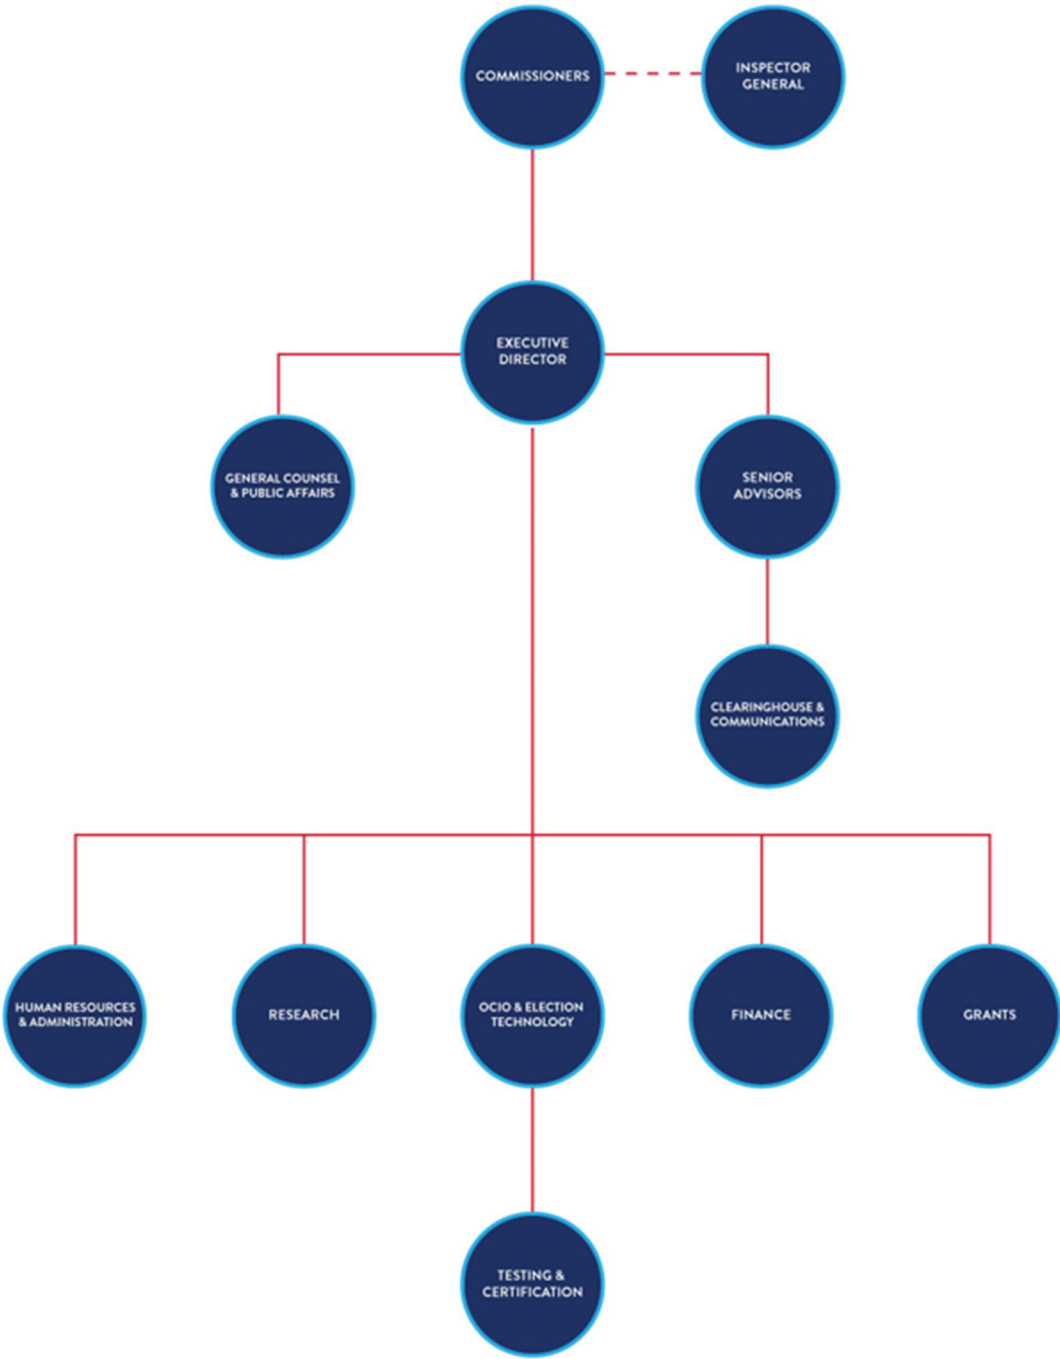 COMMISSIONERS
INSPECTOR
GENERAL
EXECUTIVE
DIRECTOR
GENERAL COUNSEL
& PUBLIC AFFAIRS
SENIOR
ADVISORS
CLEARINGHOUSE &
COMMUNICATIONS
HUMAN RESOURCES
& ADMINISTRATION
RESEARCH
OCIO & ELECTION
TECHNOLOGY
FINANCE
GRANTS
TESTING &
CERTIFICATION